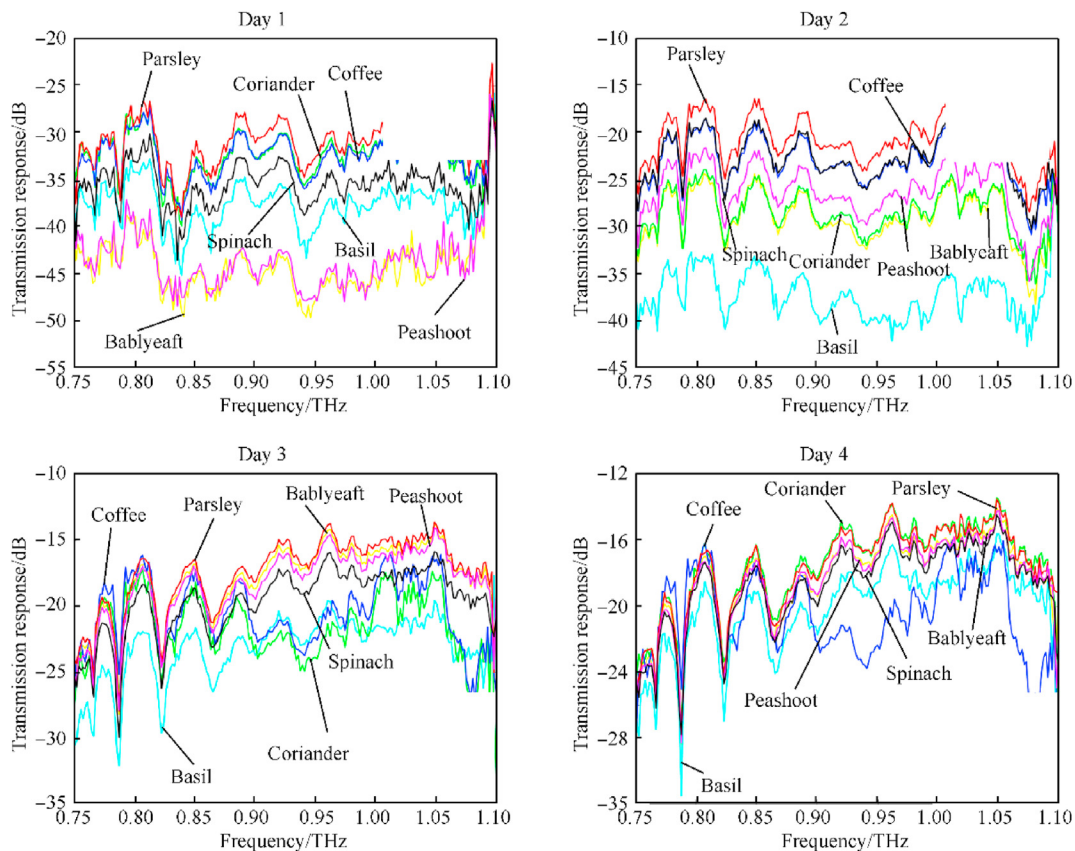 Day 1
−20
−25
−30
−35
−40
−45
−50
−55
Transmission response/dB
Parsley
Coriander
Coffee
Spinach
Basil
Bablyeaft
Peashoot
0.75 0.80 0.85 0.90 0.95 1.00 1.05 1.10
Frequency/THz
Day 2
−10
−15
−20
−25
−30
−35
−40
−45
Transmission response/dB
Parsley
Coffee
Spinach
Coriander
Peashoot
Bablyeaft
Basil
0.75 0.80 0.85 0.90 0.95 1.00 1.05 1.10
Frequency/THz
Day 3
−10
−15
−20
−25
−30
−35
Transmission response/dB
Coffee
Parsley
Bablyeaft
Peashoot
Spinach
Coriander
Basil
0.75 0.80 0.85 0.90 0.95 1.00 1.05 1.10
Frequency/THz
Day 4
−12
−16
−20
−24
−28
−35
Transmission response/dB
Coffee
Coriander
Parsley
Bablyeaft
Spinach
Peashoot
Basil
0.75 0.80 0.85 0.90 0.95 1.00 1.05 1.10
Frequency/THz